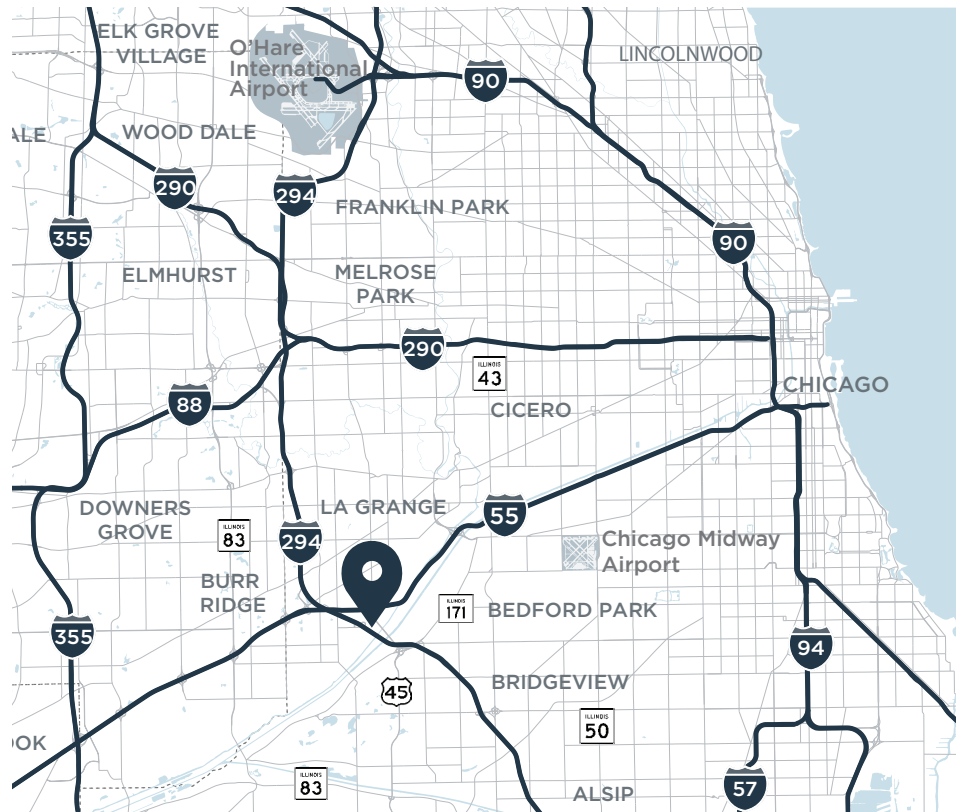 ELK GROVE
VILLAGE
O'Hare
International
Airport
LINCOLNWOOD
90
ALE
WOOD DALE
290
294
FRANKLIN PARK
355
90
ELMHURST
MELROSE
PARK
290
ILLINOIS
43
88
CHICAGO
CICERO
DOWNERS
GROVE
LA GRANGE
55
ILLINOIS
83
294
Chicago Midway
Airport
BURR
RIDGE
ILLINOIS
171
BEDFORD PARK
355
94
45
BRIDGEVIEW
ILLINOIS
50
OOK
ILLINOIS
83
57
ALSIP